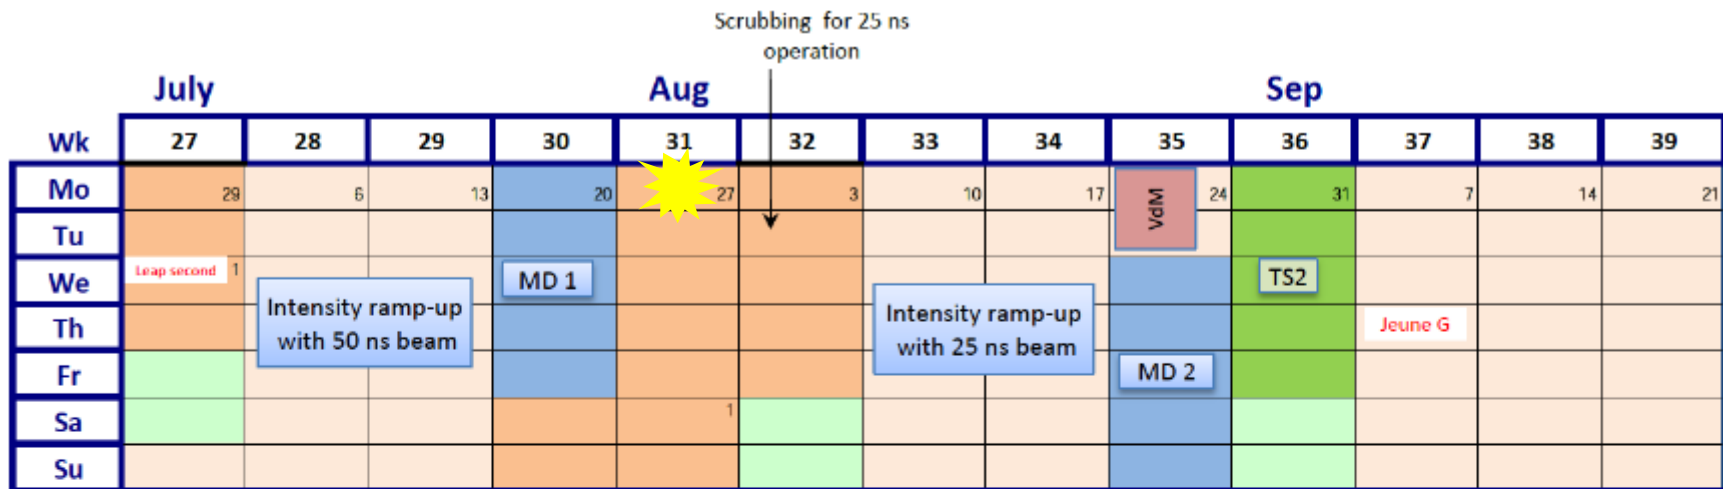 Scrubbing for 25 ns
operation
July Aug Sep
Wk 27 28 29 30 31 32 33 34 35 36 37 38 39
Mo 29 6 13 20 27 3 10 17 VdM 24 31 7 14 21
Tu
We Leap second 1 MD 1 TS2
Intensity ramp-up
with 50 ns beam
Intensity ramp-up
with 25 ns beam
Th Jeune G
Fr MD 2
Sa 1
Su